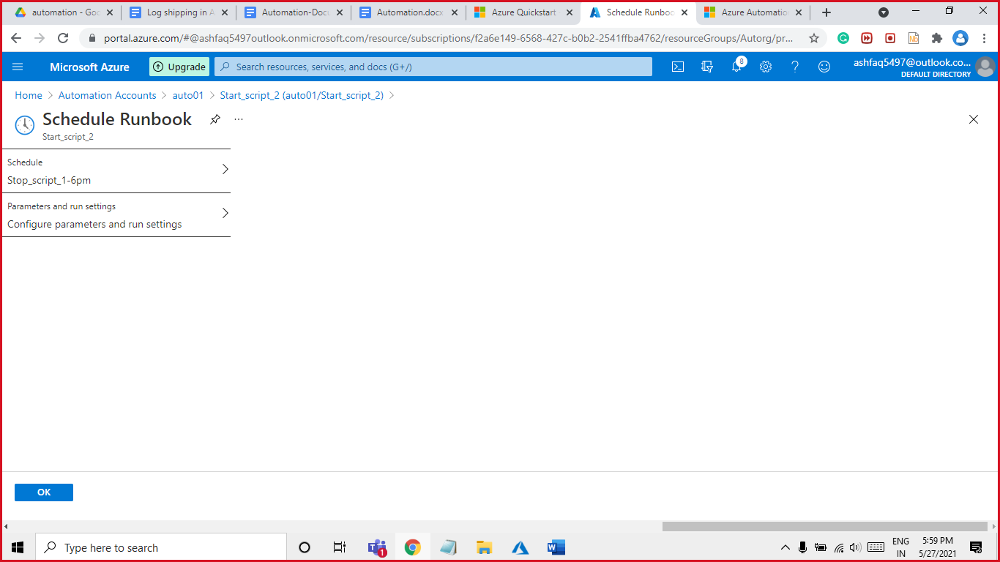 automation - Goo
Log shipping in A
Automation-Docu
Automation.docx
Azure Quickstart
Schedule Runboo
Azure Automatio
portal.azure.com/#@ashfaq5497outlook.onmicrosoft.com/resource/subscriptions/f2a6e149-6568-427c-b0b2-2541ffba4762/resourceGroups/Autorg/pr...
Microsoft Azure
Upgrade
Search resources, services, and docs (G+/)
8
ashfaq5497@outlook.co...
DEFAULT DIRECTORY
Home > Automation Accounts > auto01 > Start_script_2 (auto01/Start_script_2) >
Schedule Runbook
...
Start_script_2
Schedule
Stop_script_1-6pm
Parameters and run settings
Configure parameters and run settings
OK
Type here to search
1
ENG
IN
5:59 PM
5/27/2021